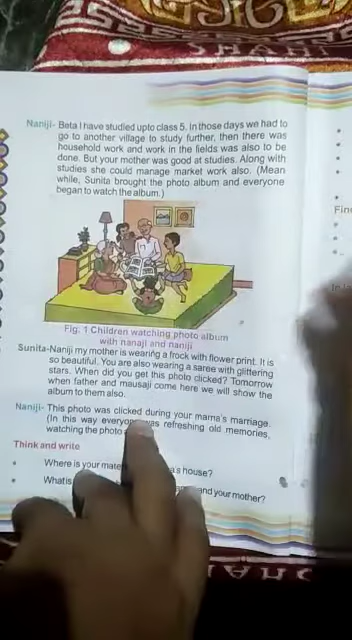 SHAHI
Naniji- Beta I have studied upto class 5. In those days we had to
go to another village to study further, then there was
household work and work in the fields was also to be
done. But your mother was good at studies. Along with
studies she could manage market work also. (Mean
while, Sunita brought the photo album and everyone
began to watch the album.)
Fig. 1 Children watching photo album
with nanaji and naniji
Sunita-Naniji my mother is wearing a frock with flower print. It is
so beautiful. You are also wearing a saree with glittering
stars. When did you get this photo clicked? Tomorrow
when father and mausaji come here we will show the
album to them also.
Naniji- This photo was clicked during your mama's marriage.
(In this way everyone was refreshing old memories,
watching the photo
Think and write
Where is your 's house?
What is and your mother?